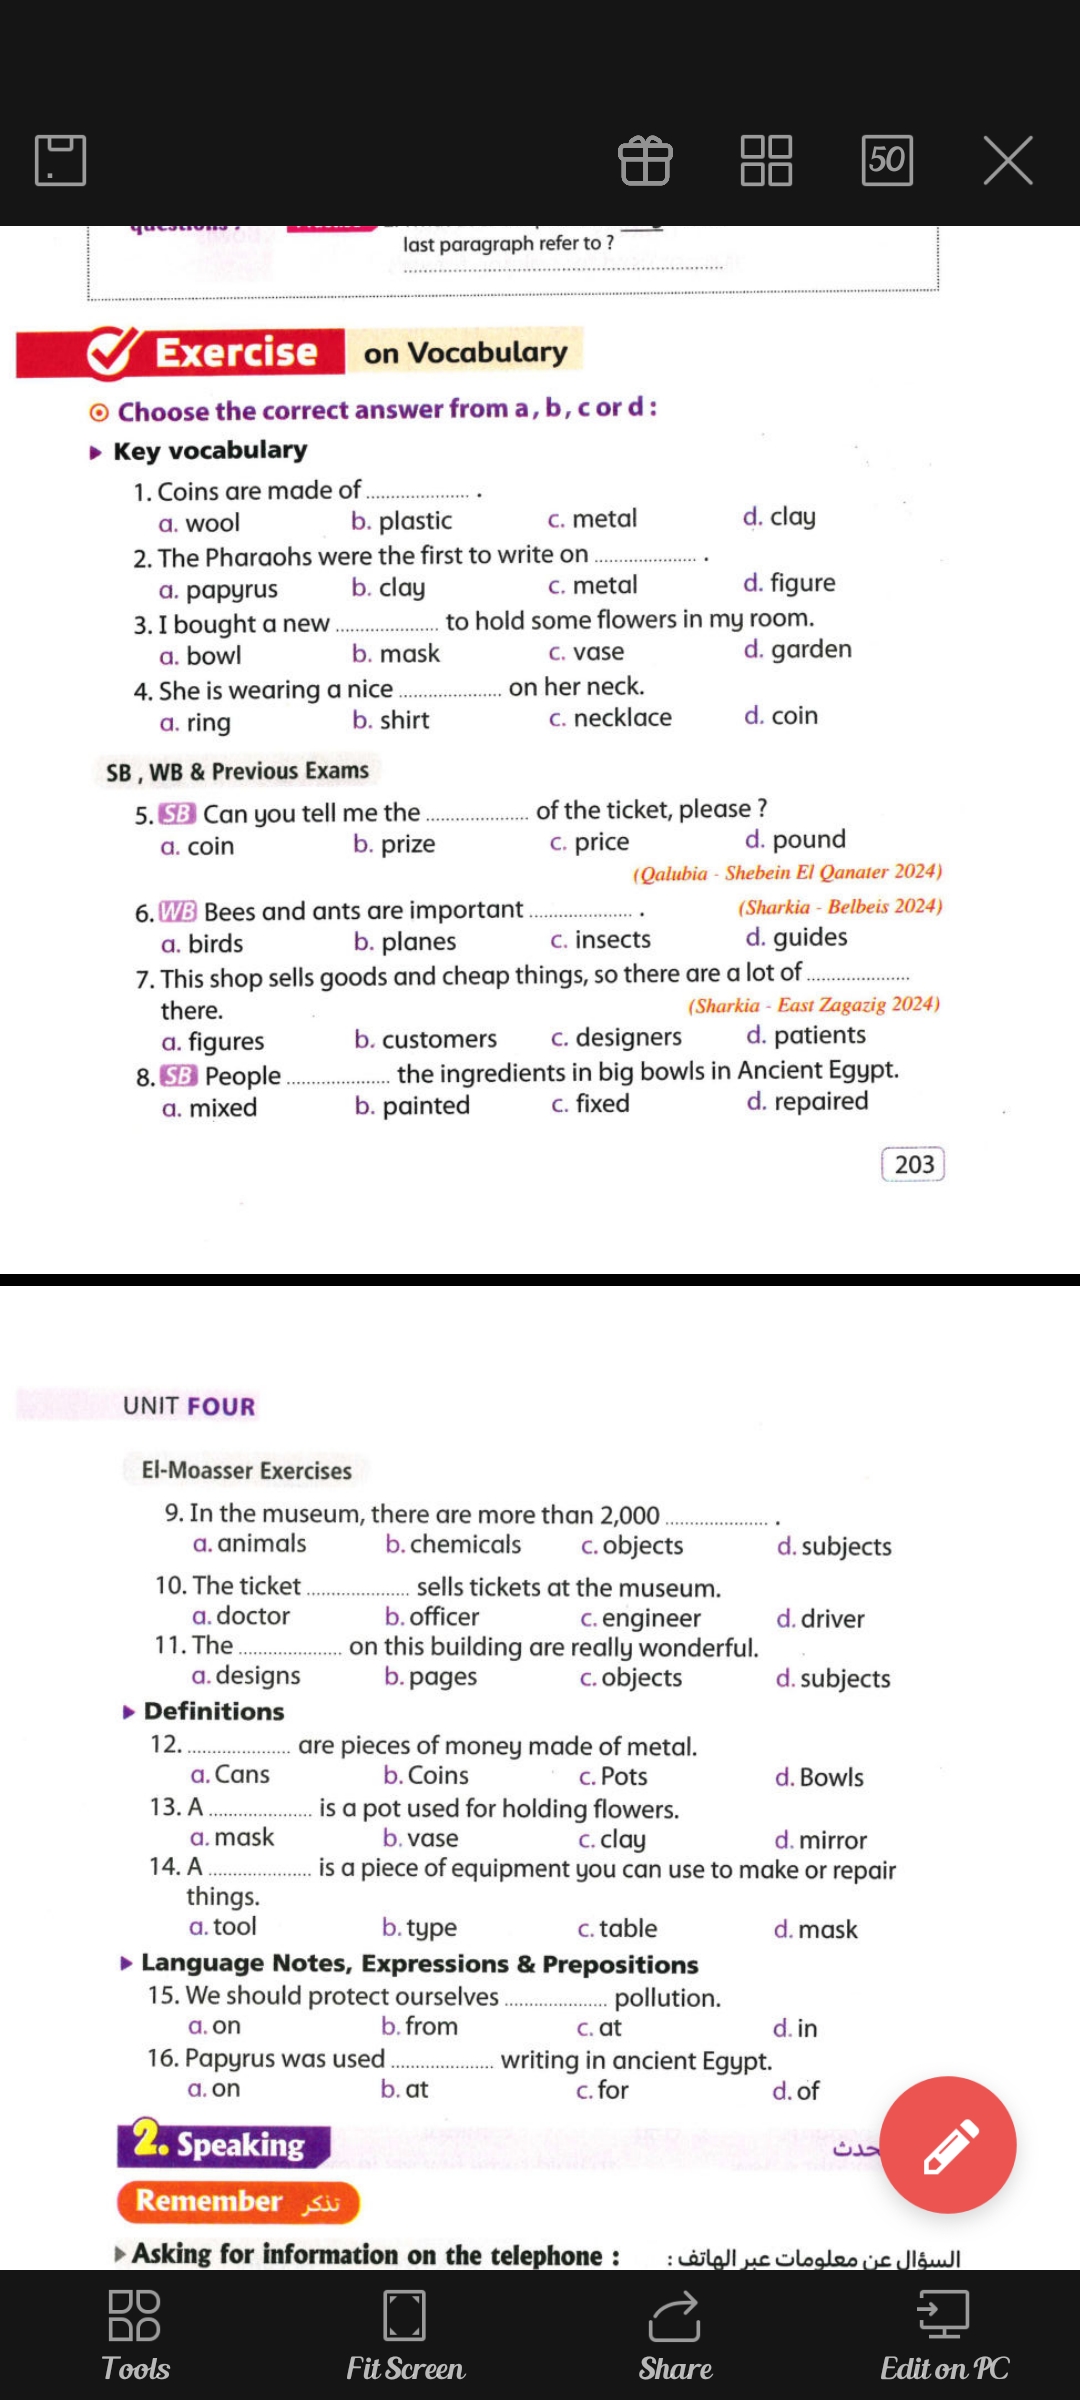 50
last paragraph refer to ?
Exercise on Vocabulary
Choose the correct answer from a , b , c or d :
Key vocabulary
1. Coins are made of .................... .
a. wool b. plastic c. metal d. clay
2. The Pharaohs were the first to write on .................... .
a. papyrus b. clay c. metal d. figure
3. I bought a new .................... to hold some flowers in my room.
a. bowl b. mask c. vase d. garden
4. She is wearing a nice .................... on her neck.
a. ring b. shirt c. necklace d. coin
SB , WB & Previous Exams
5. SB Can you tell me the .................... of the ticket, please ?
a. coin b. prize c. price d. pound
(Qalubia - Shebein El Qanater 2024)
6. WB Bees and ants are important .................... . (Sharkia - Belbeis 2024)
a. birds b. planes c. insects d. guides
7. This shop sells goods and cheap things, so there are a lot of ....................
there. (Sharkia - East Zagazig 2024)
a. figures b. customers c. designers d. patients
8. SB People .................... the ingredients in big bowls in Ancient Egypt.
a. mixed b. painted c. fixed d. repaired
203
UNIT FOUR
El-Moasser Exercises
9. In the museum, there are more than 2,000 .................... .
a. animals b. chemicals c. objects d. subjects
10. The ticket .................... sells tickets at the museum.
a. doctor b. officer c. engineer d. driver
11. The .................... on this building are really wonderful.
a. designs b. pages c. objects d. subjects
Definitions
12. .................... are pieces of money made of metal.
a. Cans b. Coins c. Pots d. Bowls
13. A .................... is a pot used for holding flowers.
a. mask b. vase c. clay d. mirror
14. A .................... is a piece of equipment you can use to make or repair
things.
a. tool b. type c. table d. mask
Language Notes, Expressions & Prepositions
15. We should protect ourselves .................... pollution.
a. on b. from c. at d. in
16. Papyrus was used .................... writing in ancient Egypt.
a. on b. at c. for d. of
2. Speaking
Remember تذكر
Asking for information on the telephone : السؤال عن معلومات عبر الهاتف :
Tools Fit Screen Share Edit on PC